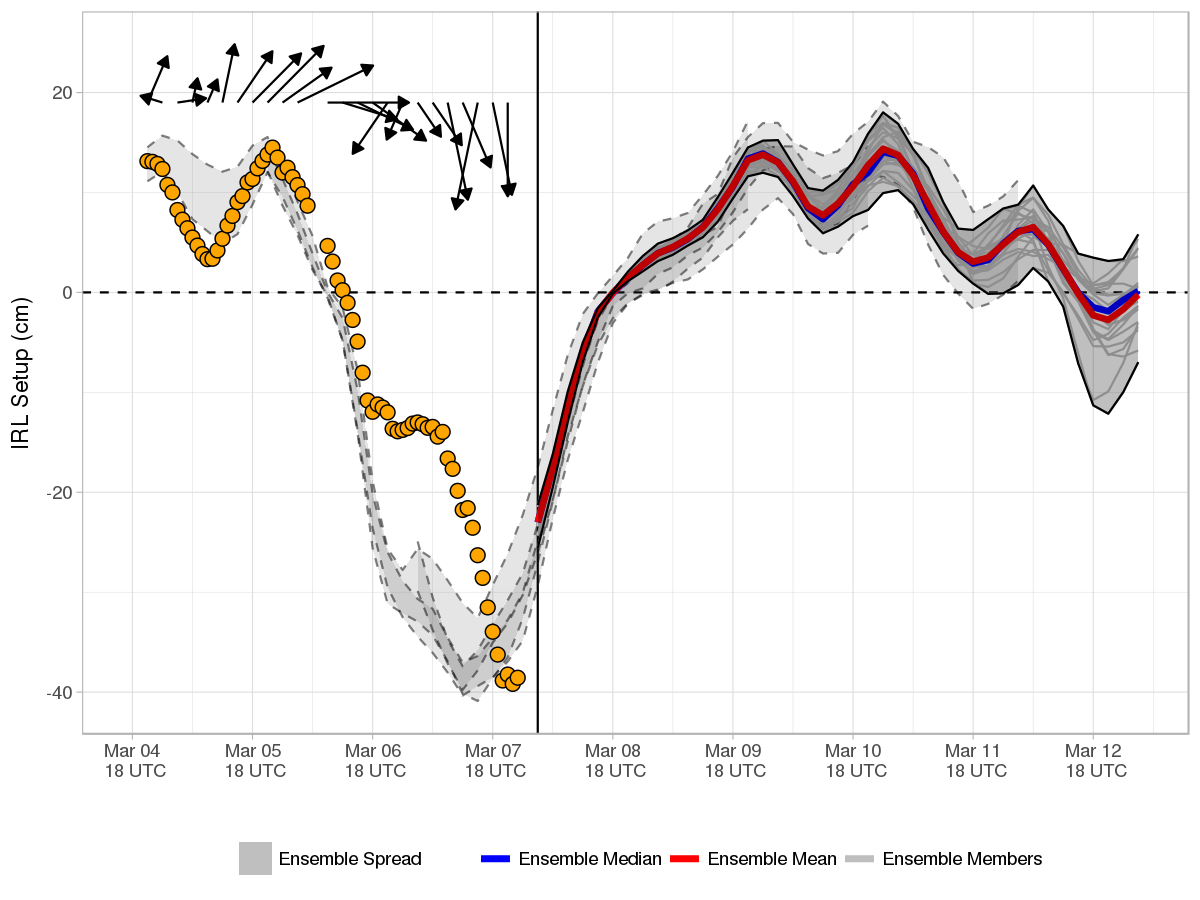 IRL Setup (cm)
20
0
-20
-40
Mar 04 Mar 05 Mar 06 Mar 07 Mar 08 Mar 09 Mar 10 Mar 11 Mar 12
18 UTC 18 UTC 18 UTC 18 UTC 18 UTC 18 UTC 18 UTC 18 UTC 18 UTC
Ensemble Spread Ensemble Median Ensemble Mean Ensemble Members